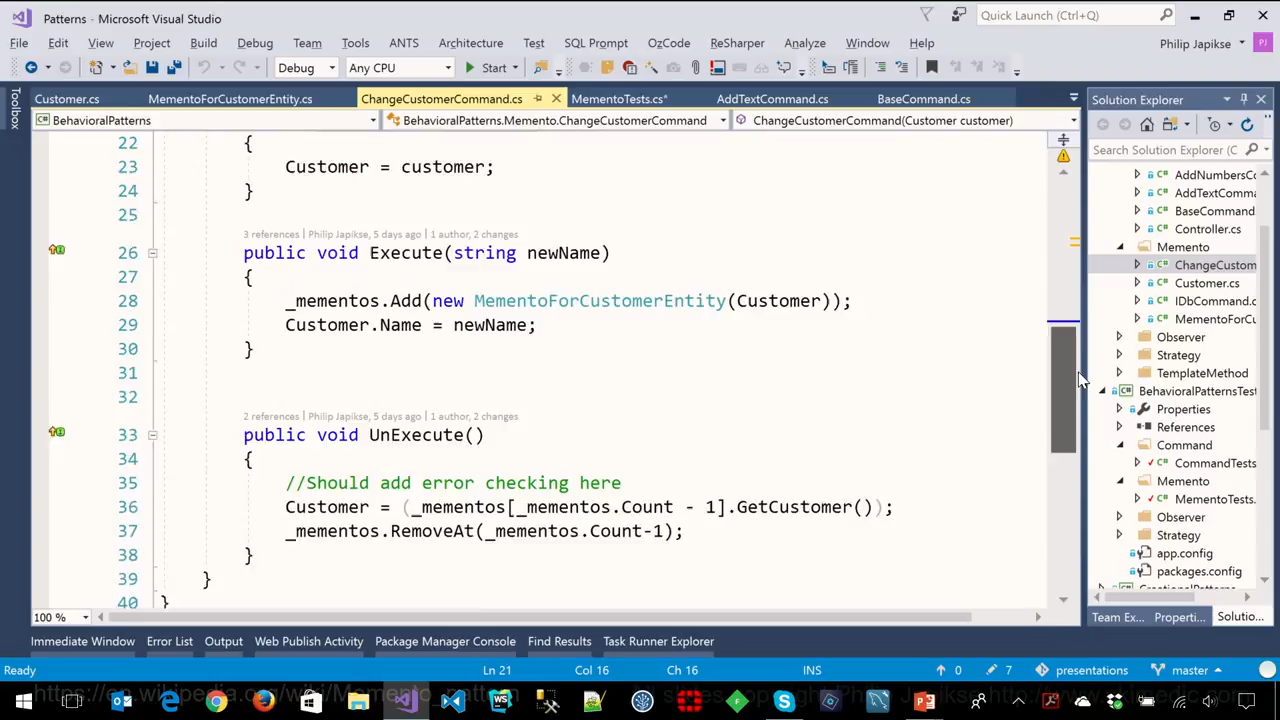 Patterns - Microsoft Visual Studio
Quick Launch (Ctrl+Q)
File Edit View Project Build Debug Team Tools ANTS Architecture Test SQL Prompt OzCode ReSharper Analyze Window Help
Philip Japikse PJ
Debug Any CPU Start
Toolbox
Customer.cs MementoForCustomerEntity.cs ChangeCustomerCommand.cs MementoTests.cs* AddTextCommand.cs BaseCommand.cs
BehavioralPatterns BehavioralPatterns.Memento.ChangeCustomerCommand ChangeCustomerCommand(Customer customer)
22 {
23 Customer = customer;
24 }
25
3 references | Philip Japikse, 5 days ago | 1 author, 2 changes
26 public void Execute(string newName)
27 {
28 _mementos.Add(new MementoForCustomerEntity(Customer));
29 Customer.Name = newName;
30 }
31
32
2 references | Philip Japikse, 5 days ago | 1 author, 2 changes
33 public void UnExecute()
34 {
35 //Should add error checking here
36 Customer = (_mementos[_mementos.Count - 1].GetCustomer());
37 _mementos.RemoveAt(_mementos.Count-1);
38 }
39 }
40 }
100 %
Solution Explorer
Search Solution Explorer (C
C# AddNumbersCo
C# AddTextComma
C# BaseCommand.
C# Controller.cs
Memento
C# ChangeCustom
C# Customer.cs
C# IDbCommand.c
C# MementoForCu
Observer
Strategy
TemplateMethod
C# BehavioralPatternsTest
Properties
References
Command
C# CommandTests
Memento
C# MementoTests.
Observer
Strategy
app.config
packages.config
Team Ex... Properti... Solutio...
Immediate Window Error List Output Web Publish Activity Package Manager Console Find Results Task Runner Explorer
Ready Ln 21 Col 16 Ch 16 INS 0 7 presentations master